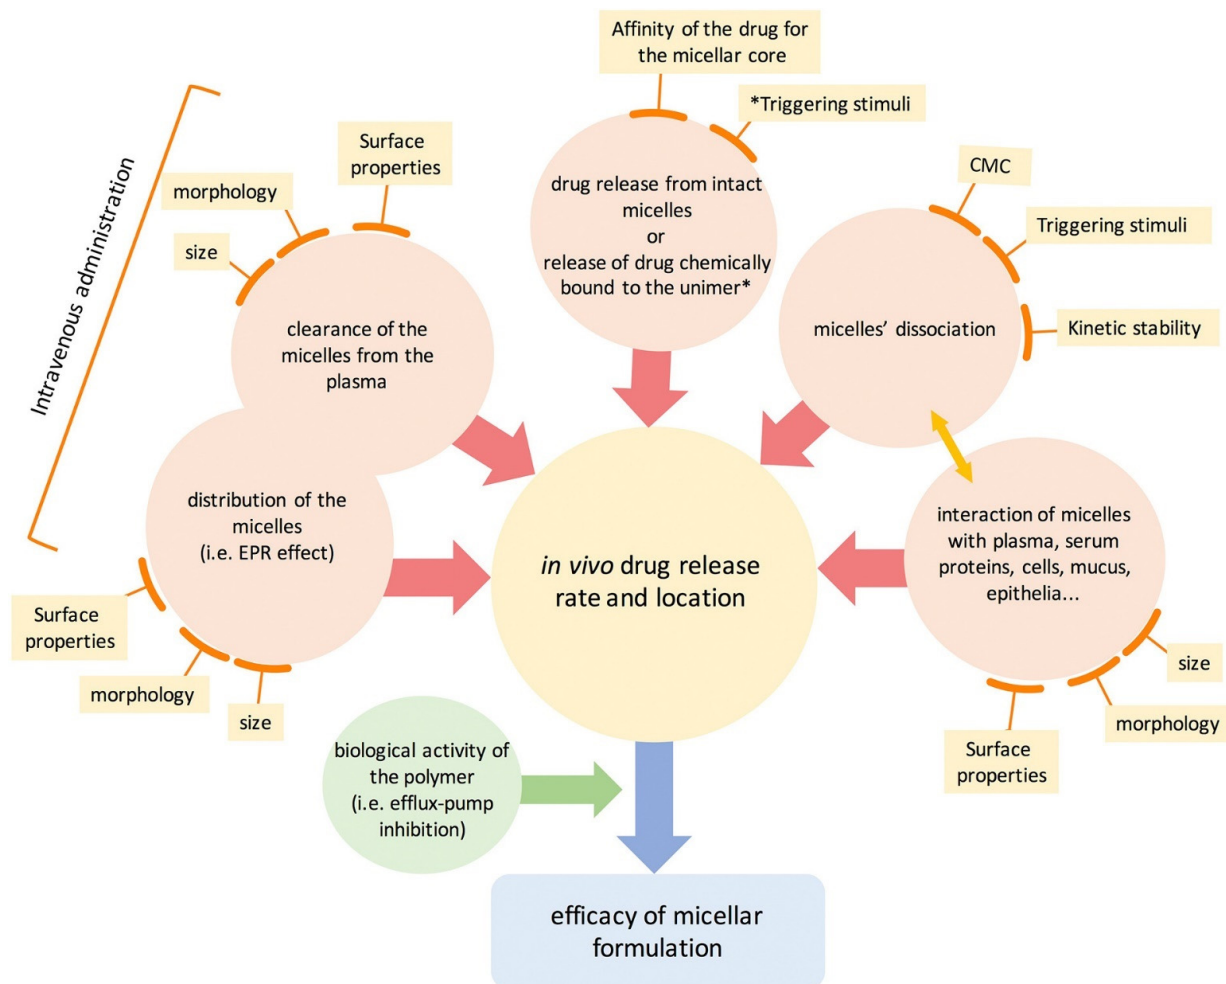 Affinity of the drug for
the micellar core
*Triggering stimuli
drug release from intact
micelles
or
release of drug chemically
bound to the unimer*
CMC
Triggering stimuli
Kinetic stability
micelles’ dissociation
Intravenous administration
Surface
properties
morphology
size
clearance of the
micelles from the
plasma
distribution of the
micelles
(i.e. EPR effect)
Surface
properties
morphology
size
in vivo drug release
rate and location
interaction of micelles
with plasma, serum
proteins, cells, mucus,
epithelia...
size
morphology
Surface
properties
biological activity of
the polymer
(i.e. efflux-pump
inhibition)
efficacy of micellar
formulation